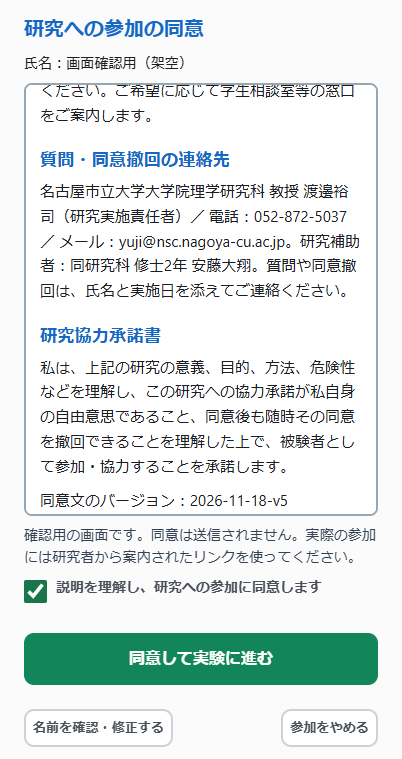 研究への参加の同意
氏名：画面確認用（架空）
ください。ご希望に応じて学生相談室等の窓口
をご案内します。
質問・同意撤回の連絡先
名古屋市立大学大学院理学研究科 教授 渡邉裕
司（研究実施責任者）／ 電話：052-872-5037
／ メール：yuji@nsc.nagoya-cu.ac.jp。研究補助
者：同研究科 修士2年 安藤大翔。質問や同意撤
回は、氏名と実施日を添えてご連絡ください。
研究協力承諾書
私は、上記の研究の意義、目的、方法、危険性
などを理解し、この研究への協力承諾が私自身
の自由意思であること、同意後も随時その同意
を撤回できることを理解した上で、被験者とし
て参加・協力することを承諾します。
同意文のバージョン：2026-11-18-v5
確認用の画面です。同意は送信されません。実際の参加
には研究者から案内されたリンクを使ってください。
説明を理解し、研究への参加に同意します
同意して実験に進む
名前を確認・修正する
参加をやめる